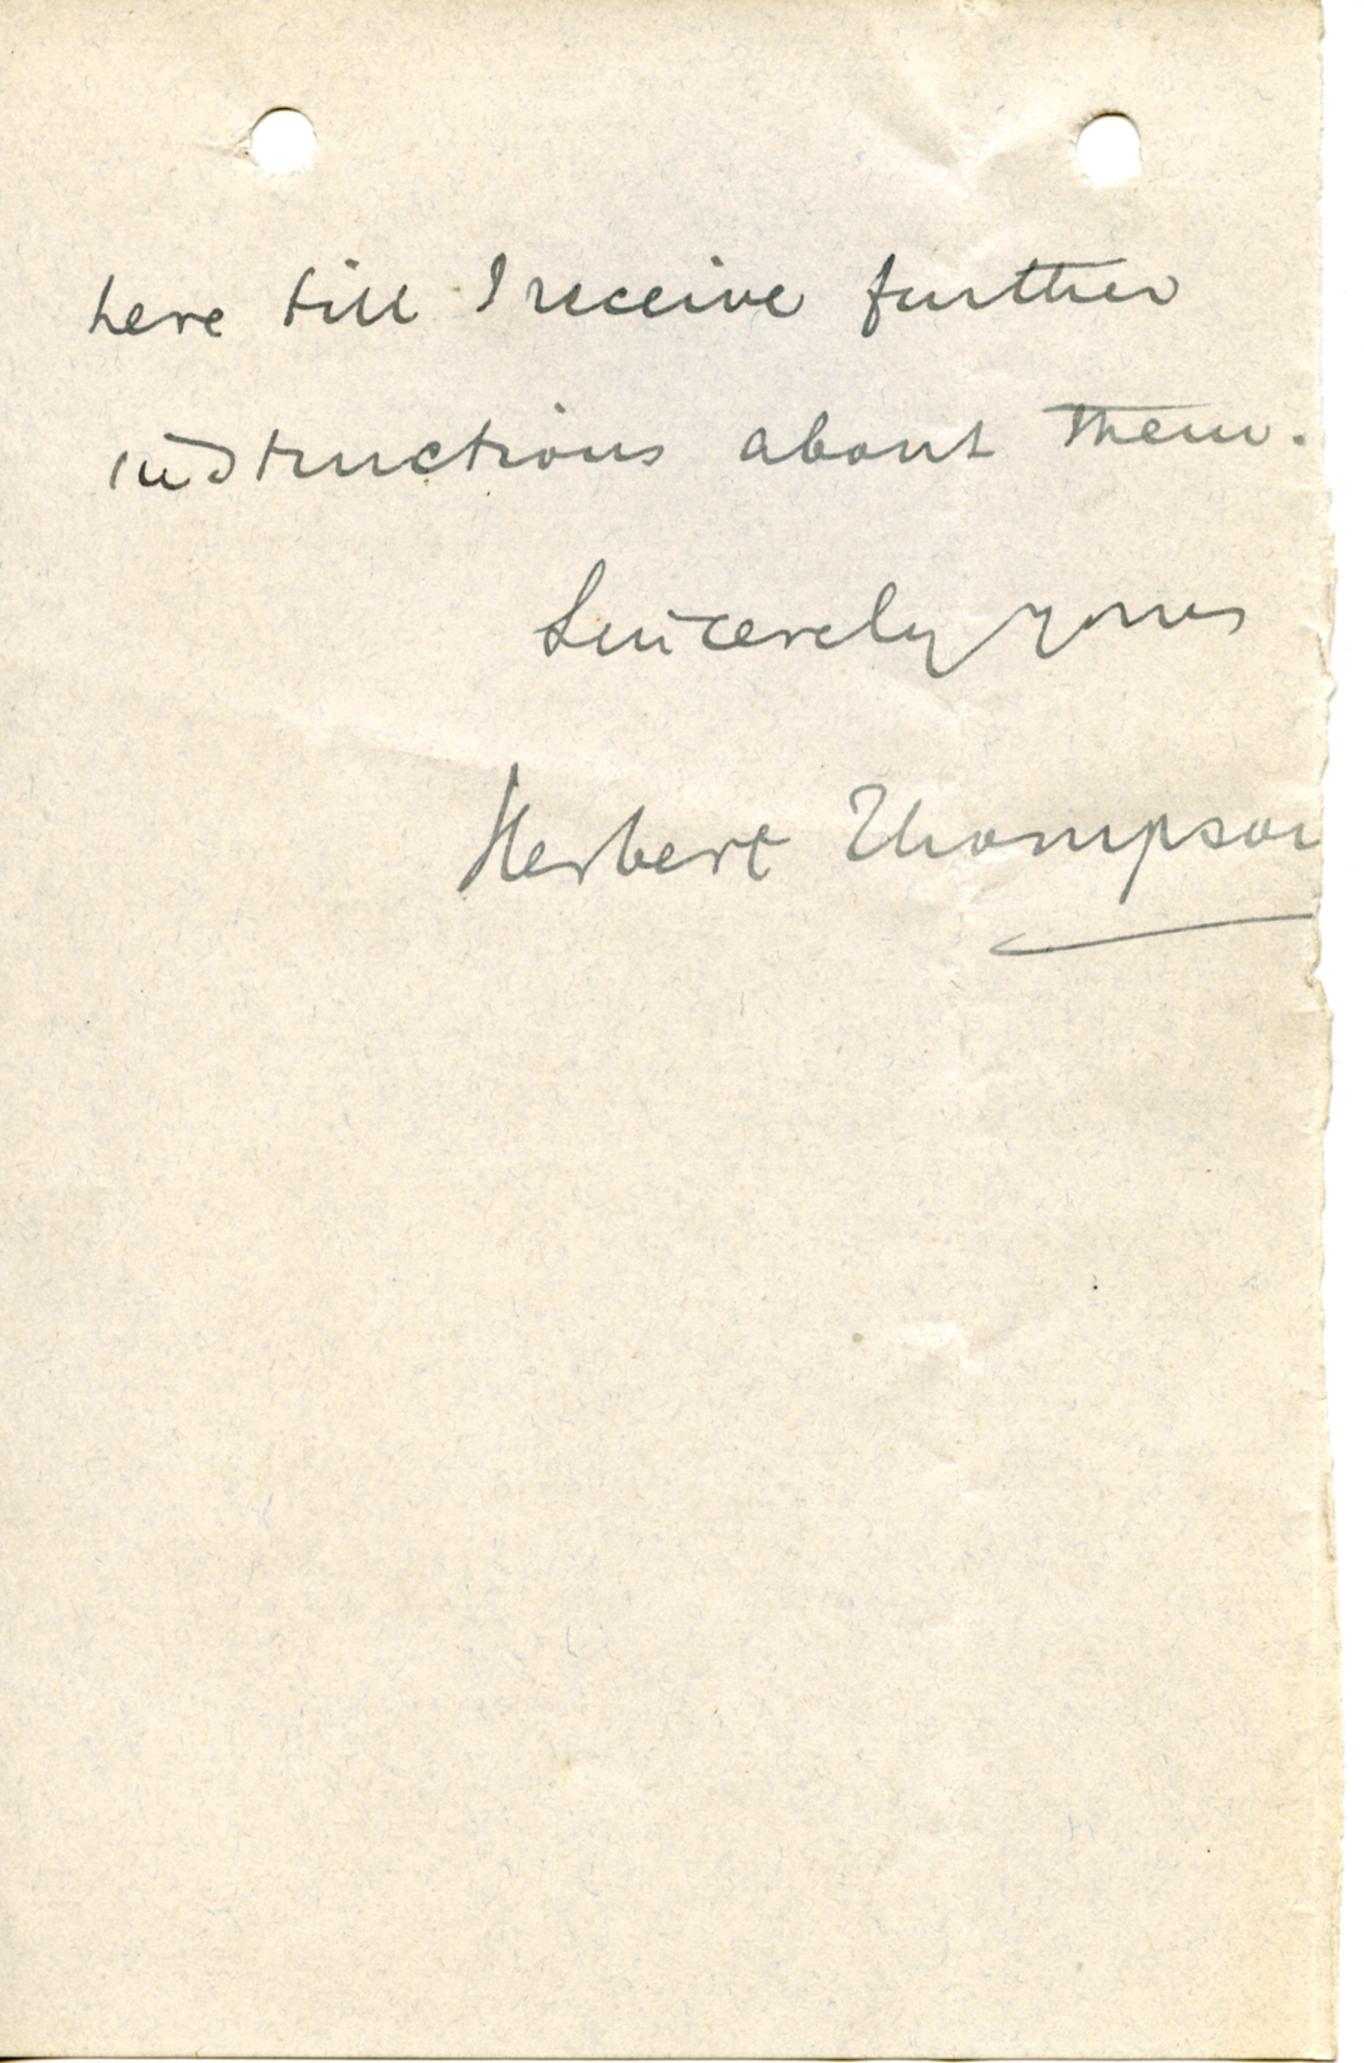 here till I receive further
instructions about them.
Sincerely yours
Herbert Thompson